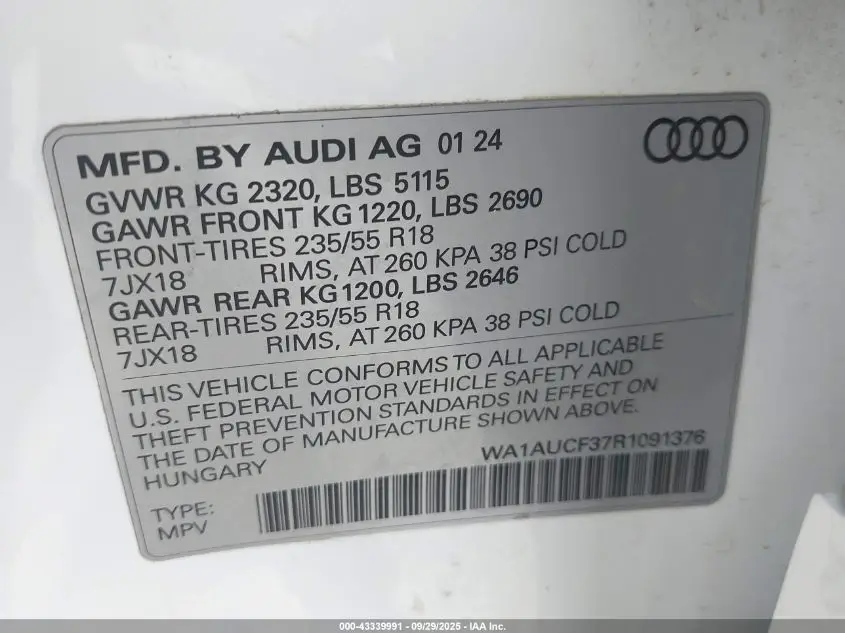 MFD. BY AUDI AG 01 24
GVWR KG 2320, LBS 5115
GAWR FRONT KG 1220, LBS 2690
FRONT-TIRES 235/55 R18
7JX18 RIMS, AT 260 KPA 38 PSI COLD
GAWR REAR KG 1200, LBS 2646
REAR-TIRES 235/55 R18
7JX18 RIMS, AT 260 KPA 38 PSI COLD
THIS VEHICLE CONFORMS TO ALL APPLICABLE
U.S. FEDERAL MOTOR VEHICLE SAFETY AND
THEFT PREVENTION STANDARDS IN EFFECT ON
THE DATE OF MANUFACTURE SHOWN ABOVE.
HUNGARY
WA1AUCF37R1091376
TYPE:
MPV
000-43339991 - 09/29/2025 - IAA Inc.